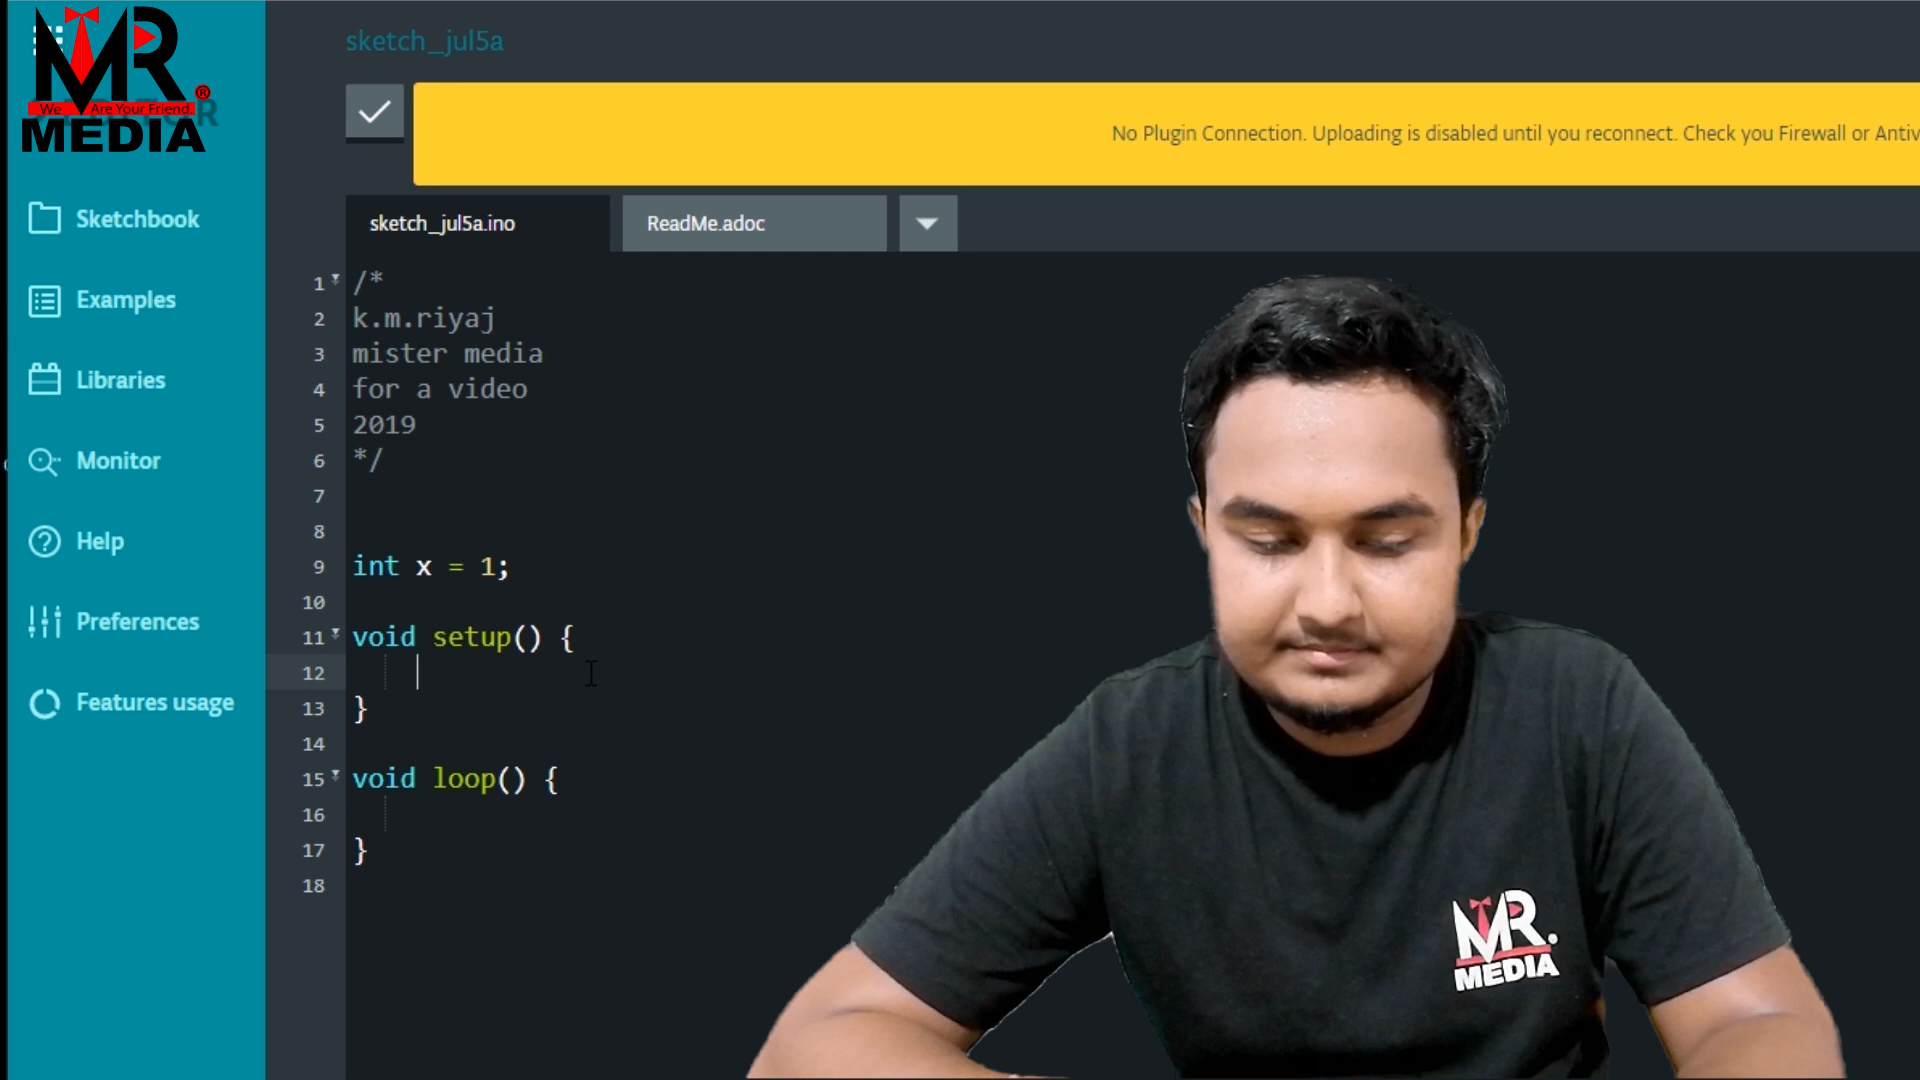 MR
We Are Your Friend
MEDIA
sketch_jul5a
No Plugin Connection. Uploading is disabled until you reconnect. Check you Firewall or Antiv
sketch_jul5a.ino
ReadMe.adoc
Sketchbook
Examples
Libraries
Monitor
Help
Preferences
Features usage
1 /*
2 k.m.riyaj
3 mister media
4 for a video
5 2019
6 */
7
8
9 int x = 1;
10
11 void setup() {
12
13 }
14
15 void loop() {
16
17 }
18
MR.
MEDIA